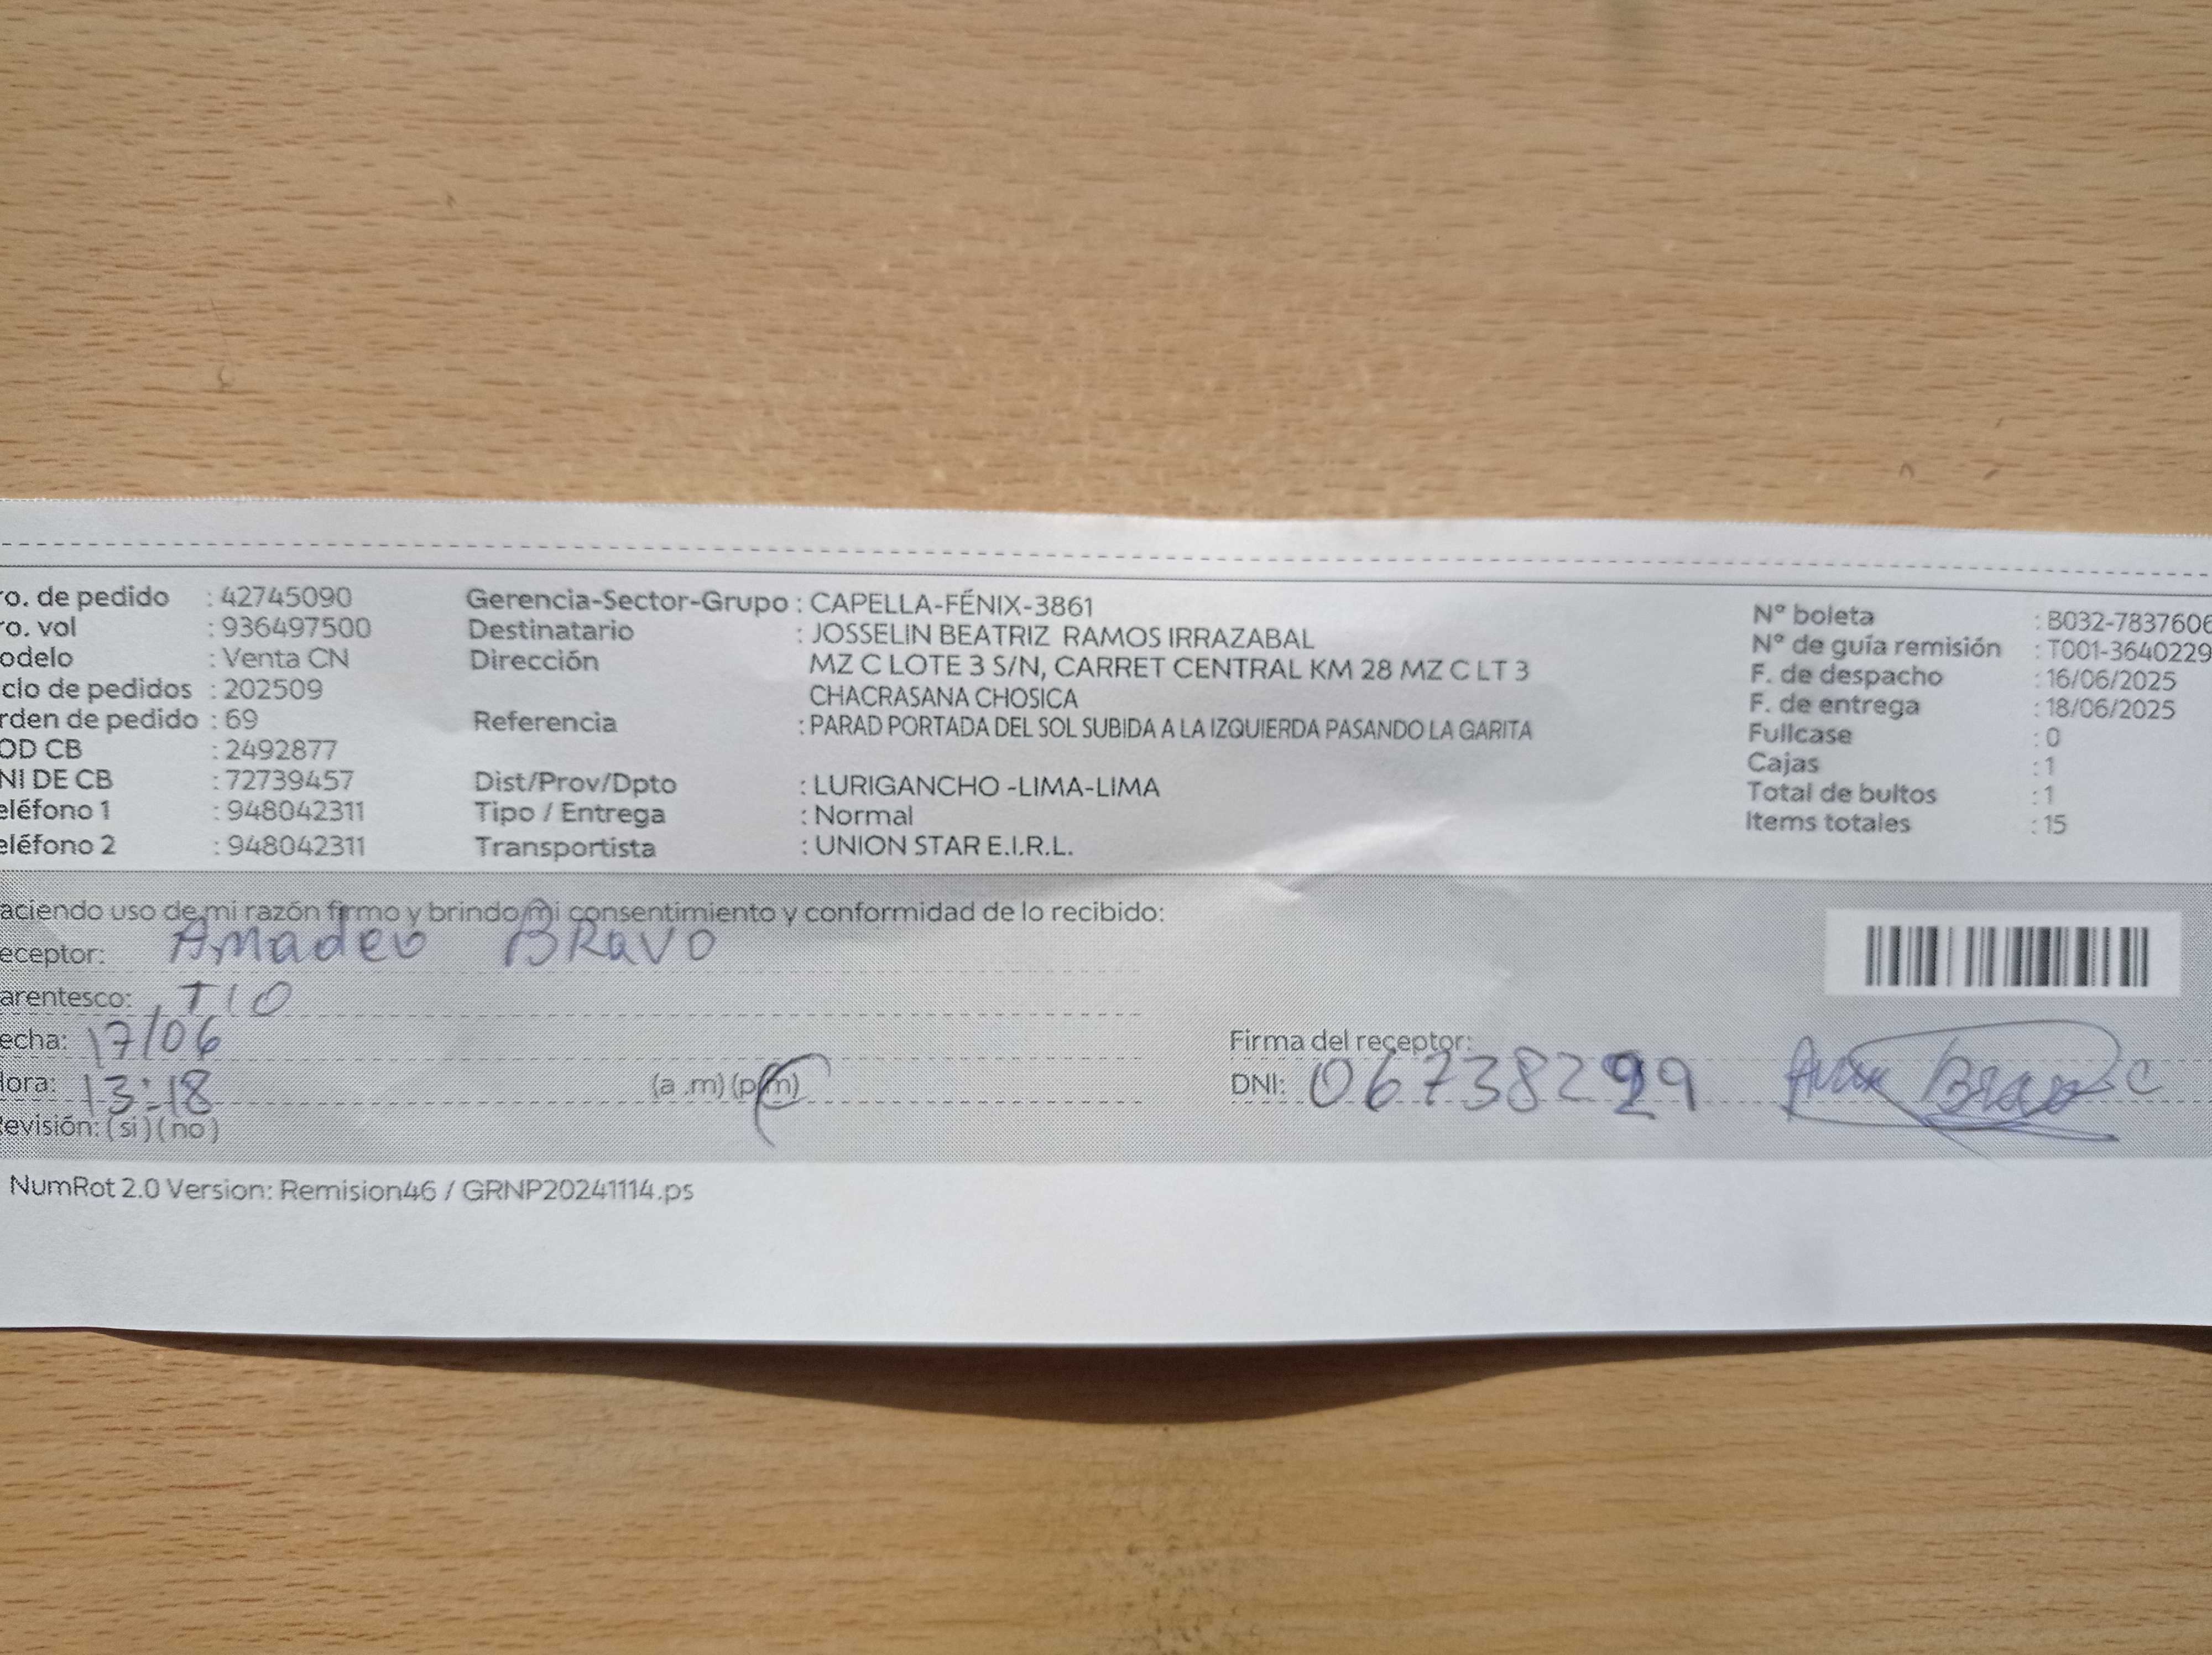 ro. de pedido : 42745090
ro. vol : 936497500
odelo : Venta CN
clo de pedidos : 202509
rden de pedido : 69
OD CB : 2492877
NI DE CB : 72739457
eléfono 1 : 948042311
eléfono 2 : 948042311
Gerencia-Sector-Grupo : CAPELLA-FÉNIX-3861
Destinatario : JOSSELIN BEATRIZ RAMOS IRRAZABAL
Dirección MZ C LOTE 3 S/N, CARRET CENTRAL KM 28 MZ C LT 3
CHACRASANA CHOSICA
Referencia : PARAD PORTADA DEL SOL SUBIDA A LA IZQUIERDA PASANDO LA GARITA
Dist/Prov/Dpto : LURIGANCHO -LIMA-LIMA
Tipo / Entrega : Normal
Transportista : UNION STAR E.I.R.L.
Nº boleta : B032-7837606
Nº de guía remisión : T001-3640229
F. de despacho : 16/06/2025
F. de entrega : 18/06/2025
Fullcase : 0
Cajas : 1
Total de bultos : 1
Items totales : 15
aciendo uso de mi razón firmo y brindo mi consentimiento y conformidad de lo recibido:
eceptor: Amadeo BRavo
arentesco: TIO
echa: 17/06
lora: 13:18 (a .m) (p.m)
Revisión: (si) (no)
Firma del receptor:
DNI: 06738299
NumRot 2.0 Version: Remision46 / GRNP20241114.ps